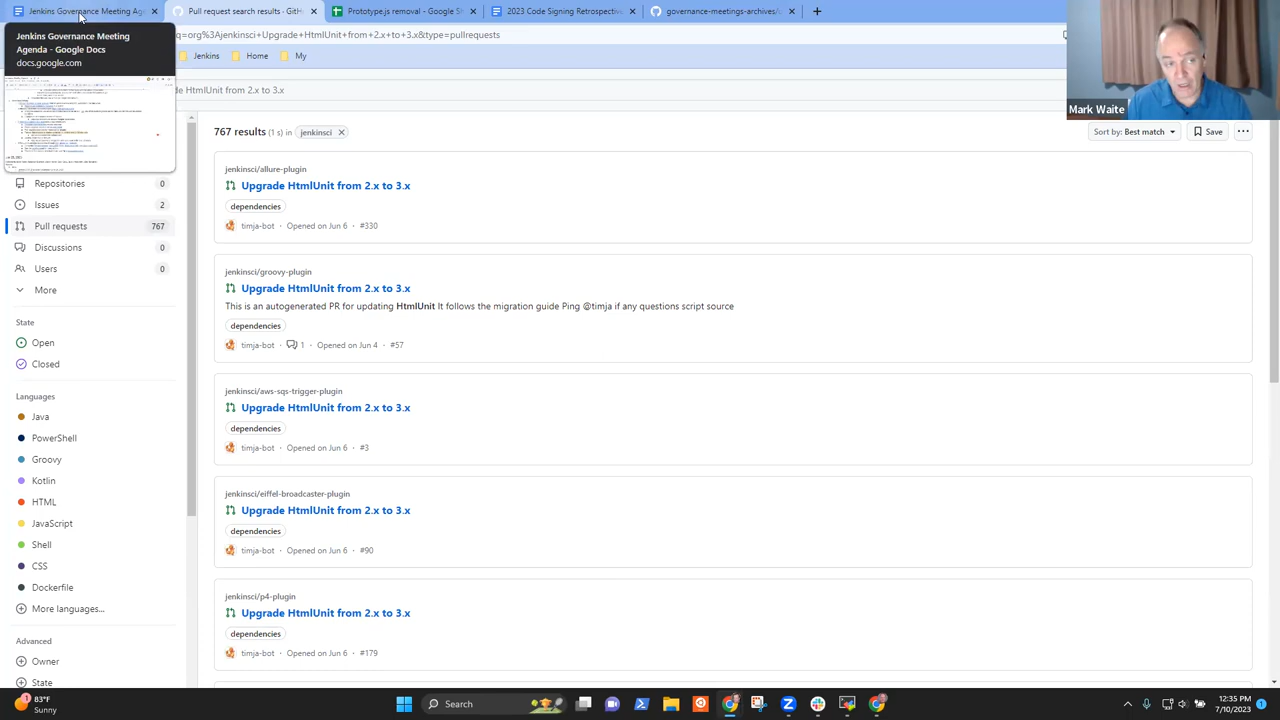 Jenkins Governance Meeting Age
Pull request search results - GitH
prototype.js removal - Google S
2023 Code/Security/Gov
governance-meeting
q=org%3Ajenkinsci+Upgrade+HtmlUnit+from+2.x+to+3.x&type=pullrequests
Jenkins Governance Meeting
Agenda - Google Docs
docs.google.com
Jenkins
Home
My
de HtmlUnit from 2.x to 3.x
Mark Waite
767 results (1 s)
Sort by: Best match
Save
Repositories 0
Issues 2
Pull requests 767
Discussions 0
Users 0
More
State
Open
Closed
Languages
Java
PowerShell
Groovy
Kotlin
HTML
JavaScript
Shell
CSS
Dockerfile
More languages...
Advanced
Owner
State
jenkinsci/allure-plugin
Upgrade HtmlUnit from 2.x to 3.x
dependencies
timja-bot · Opened on Jun 6 · #330
jenkinsci/groovy-plugin
Upgrade HtmlUnit from 2.x to 3.x
This is an autogenerated PR for updating HtmlUnit It follows the migration guide Ping @timja if any questions script source
dependencies
timja-bot · 1 · Opened on Jun 4 · #57
jenkinsci/aws-sqs-trigger-plugin
Upgrade HtmlUnit from 2.x to 3.x
dependencies
timja-bot · Opened on Jun 6 · #3
jenkinsci/eiffel-broadcaster-plugin
Upgrade HtmlUnit from 2.x to 3.x
dependencies
timja-bot · Opened on Jun 6 · #90
jenkinsci/p4-plugin
Upgrade HtmlUnit from 2.x to 3.x
dependencies
timja-bot · Opened on Jun 6 · #179
1
83°F
Sunny
Search
12:35 PM
7/10/2023
1